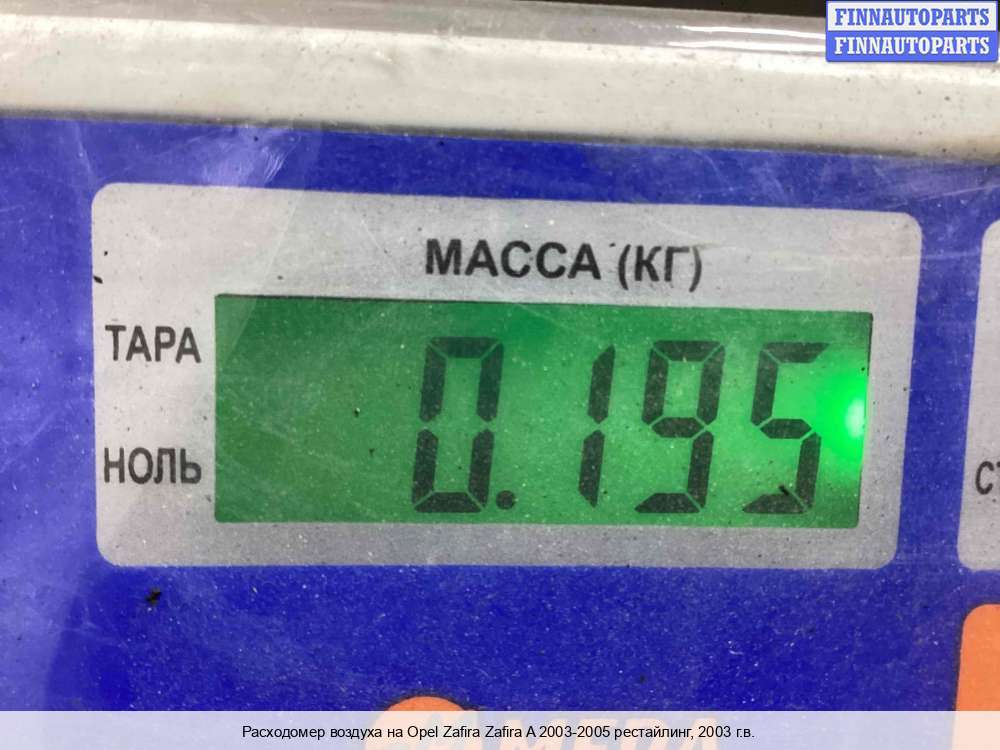 FINNAUTOPARTS
FINNAUTOPARTS
МАССА (КГ)
ТАРА
0.195
НОЛЬ
Расходомер воздуха на Opel Zafira Zafira A 2003-2005 рестайлинг, 2003 г.в.